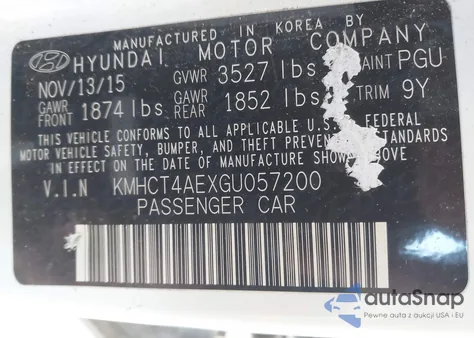 MANUFACTURED IN KOREA BY
HYUNDAI MOTOR COMPANY
NOV/13/15 GVWR 3527 lbs PAINT PGU
GAWR FRONT 1874 lbs GAWR REAR 1852 lbs TRIM 9Y
THIS VEHICLE CONFORMS TO ALL APPLICABLE U.S. FEDERAL
MOTOR VEHICLE SAFETY, BUMPER, AND THEFT PREVENTION
IN EFFECT ON THE DATE OF MANUFACTURE SHOWN ABOVE
V.I.N KMHCT4AEXGU057200
PASSENGER CAR
autoSnap
Pewne auta z aukcji USA i EU